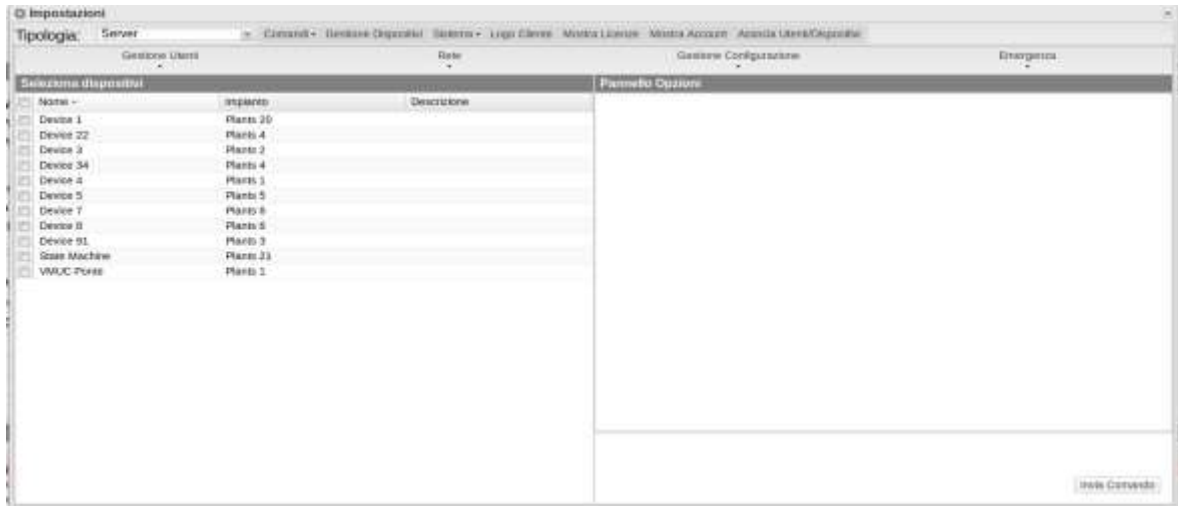 Impostazioni
Tipologia: Server Comandi Gestione Dispositivi Sistema Logo Cliente Mostra Licenze Mostra Account Associa Utenti/Dispositivi
Gestione Utenti Rete Gestione Configurazione Emergenza
Seleziona dispositivi Pannello Opzioni
Nome Impianto Descrizione
Device 1 Plants 20
Device 22 Plants 4
Device 3 Plants 2
Device 34 Plants 4
Device 4 Plants 1
Device 5 Plants 5
Device 7 Plants 6
Device 8 Plants 6
Device 91 Plants 3
State Machine Plants 21
VMUC-Ponte Plants 1
Invia Comando